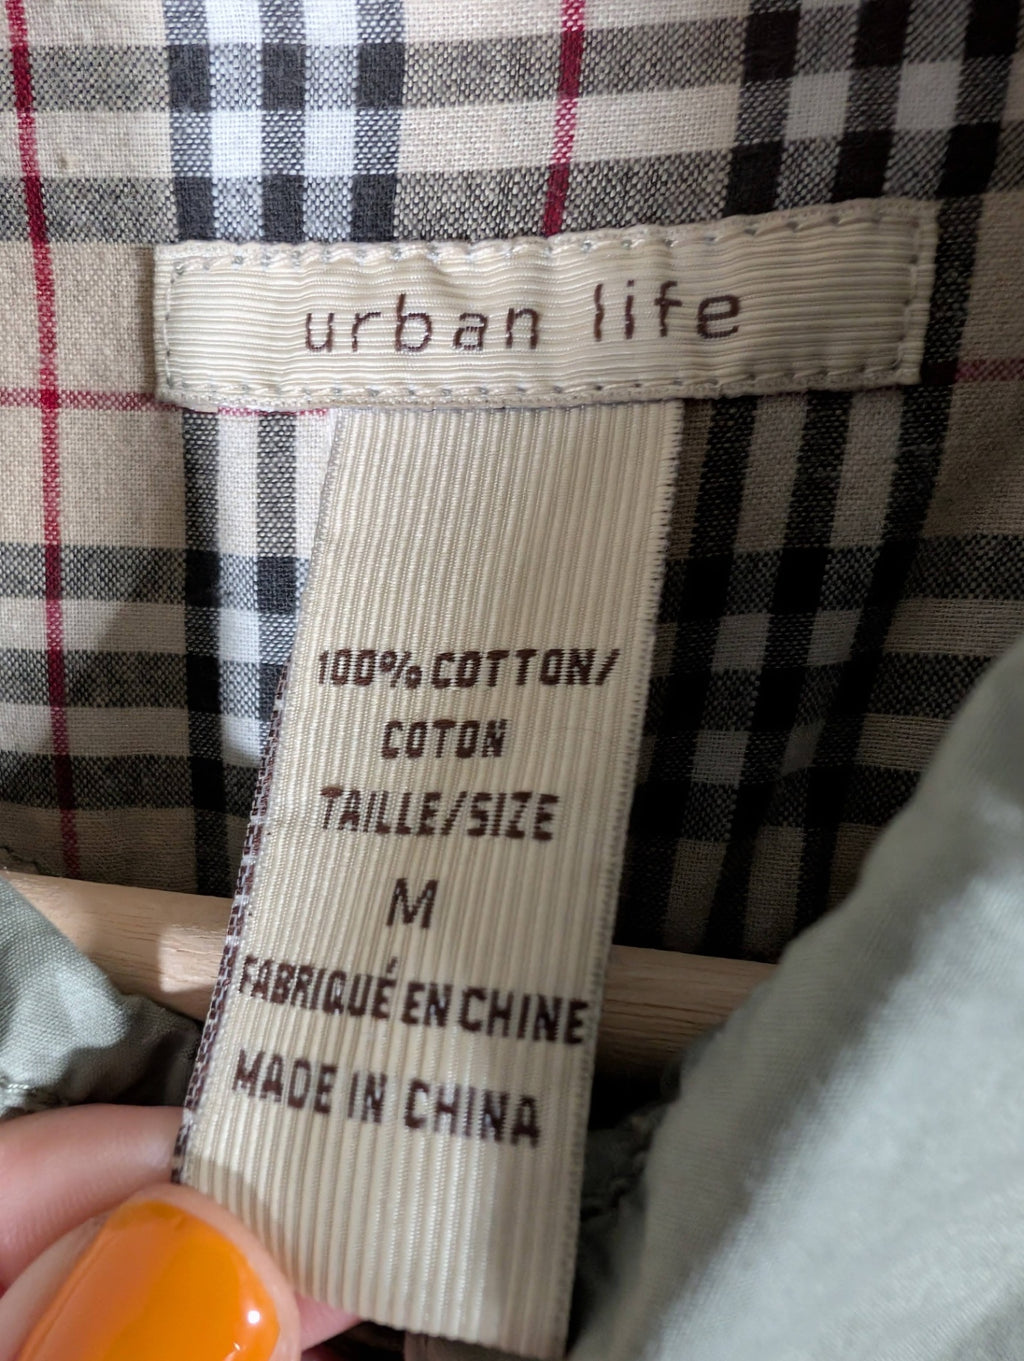 urban life
100% COTTON/
COTON
TAILLE/SIZE
M
FABRIQUÉ EN CHINE
MADE IN CHINA